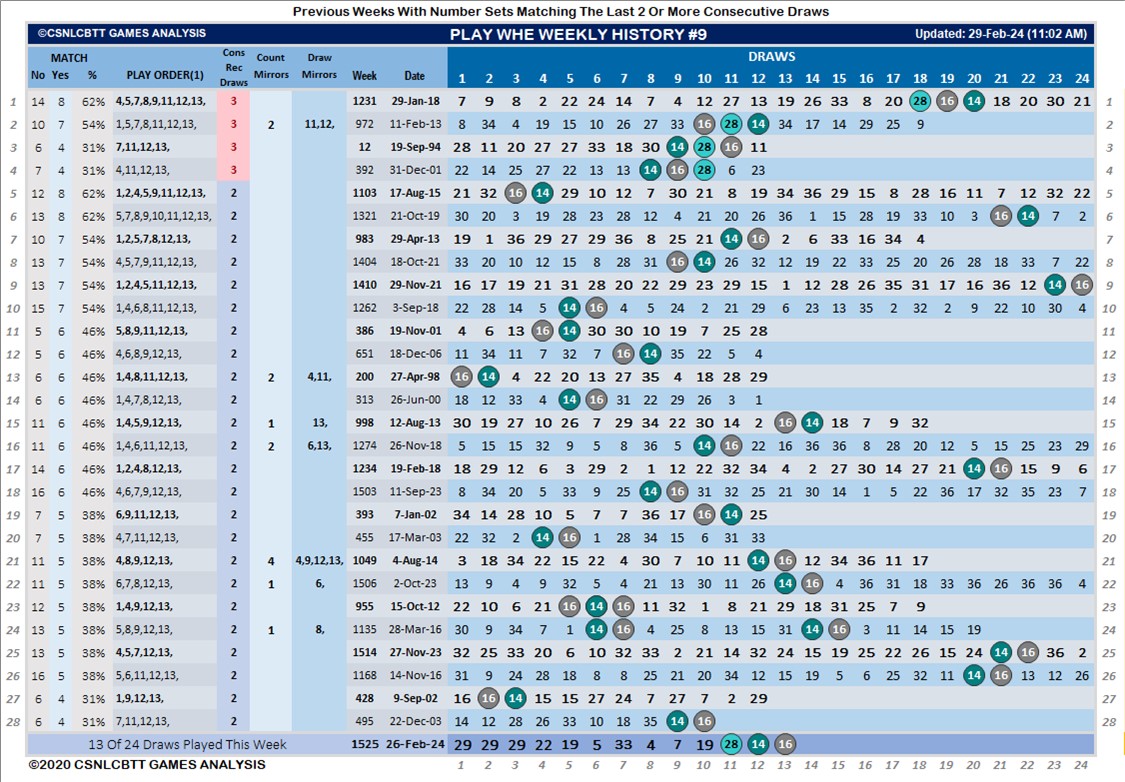 Previous Weeks With Number Sets Matching The Last 2 Or More Consecutive Draws
©CSNLCBTT GAMES ANALYSIS PLAY WHE WEEKLY HISTORY #9 Updated: 29-Feb-24 (11:02 AM)
MATCH Cons Rec Draws Count Mirrors Draw Mirrors DRAWS
No Yes % PLAY ORDER(1) Week Date 1 2 3 4 5 6 7 8 9 10 11 12 13 14 15 16 17 18 19 20 21 22 23 24
1 14 8 62% 4,5,7,8,9,11,12,13, 3 1231 29-Jan-18 7 9 8 2 22 24 14 7 4 12 27 13 19 26 33 8 20 28 16 14 18 20 30 21 1
2 10 7 54% 1,5,7,8,11,12,13, 3 2 11,12, 972 11-Feb-13 8 34 4 19 15 10 26 27 33 16 28 14 34 17 14 29 25 9 2
3 6 4 31% 7,11,12,13, 3 12 19-Sep-94 28 11 20 27 27 33 18 30 14 28 16 11 3
4 7 4 31% 4,11,12,13, 3 392 31-Dec-01 22 14 25 27 22 13 13 14 16 28 6 23 4
5 12 8 62% 1,2,4,5,9,11,12,13, 2 1103 17-Aug-15 21 32 16 14 29 10 12 7 30 21 8 19 34 36 29 15 8 28 16 11 7 12 32 22 5
6 13 8 62% 5,7,8,9,10,11,12,13, 2 1321 21-Oct-19 30 20 3 19 28 23 28 12 4 21 20 26 36 1 15 28 19 33 10 3 16 14 7 2 6
7 10 7 54% 1,2,5,7,8,12,13, 2 983 29-Apr-13 19 1 36 29 27 29 36 8 25 21 14 16 2 6 33 16 34 4 7
8 13 7 54% 4,5,7,9,11,12,13, 2 1404 18-Oct-21 33 20 10 12 15 8 28 31 16 14 26 32 12 19 22 33 25 20 26 28 18 33 7 22 8
9 13 7 54% 1,2,4,5,11,12,13, 2 1410 29-Nov-21 16 17 19 21 31 28 20 22 29 23 29 15 1 12 28 26 35 31 17 16 36 12 14 16 9
10 15 7 54% 1,4,6,8,11,12,13, 2 1262 3-Sep-18 22 28 14 5 14 16 4 5 24 2 21 29 6 23 13 35 2 32 2 9 22 10 30 4 10
11 5 6 46% 5,8,9,11,12,13, 2 386 19-Nov-01 4 6 13 16 14 30 30 10 19 7 25 28 11
12 5 6 46% 4,6,8,9,12,13, 2 651 18-Dec-06 11 34 11 7 32 7 16 14 35 22 5 4 12
13 6 6 46% 1,4,8,11,12,13, 2 2 4,11, 200 27-Apr-98 16 14 4 22 20 13 27 35 4 18 28 29 13
14 6 6 46% 1,4,7,8,12,13, 2 313 26-Jun-00 18 12 33 4 14 16 31 22 29 26 3 1 14
15 11 6 46% 1,4,5,9,12,13, 2 1 13, 998 12-Aug-13 30 19 27 10 26 7 29 34 22 30 14 2 16 14 18 7 9 32 15
16 11 6 46% 1,4,6,11,12,13, 2 2 6,13, 1274 26-Nov-18 5 15 15 32 9 5 8 36 5 14 16 22 16 36 36 8 28 20 12 5 15 25 23 29 16
17 14 6 46% 1,2,4,8,12,13, 2 1234 19-Feb-18 18 29 12 6 3 29 2 1 12 22 32 34 4 2 27 30 14 27 21 14 16 15 9 6 17
18 16 6 46% 4,6,7,9,12,13, 2 1503 11-Sep-23 8 34 20 5 33 9 25 14 16 31 32 25 21 30 14 1 5 22 36 17 32 35 23 7 18
19 7 5 38% 6,9,11,12,13, 2 393 7-Jan-02 34 14 28 10 5 7 7 36 17 16 14 25 19
20 7 5 38% 4,7,11,12,13, 2 455 17-Mar-03 22 32 2 14 16 1 28 34 15 6 31 33 20
21 11 5 38% 4,8,9,12,13, 2 4 4,9,12,13, 1049 4-Aug-14 3 18 34 22 15 22 4 30 7 10 11 14 16 12 34 36 11 17 21
22 11 5 38% 6,7,8,12,13, 2 1 6, 1506 2-Oct-23 13 9 4 9 32 5 4 21 13 30 11 26 14 16 4 36 31 18 33 36 26 36 36 4 22
23 12 5 38% 1,4,9,12,13, 2 955 15-Oct-12 22 10 6 21 16 14 16 11 32 1 8 21 29 18 31 25 7 9 23
24 13 5 38% 5,8,9,12,13, 2 1 8, 1135 28-Mar-16 30 9 34 7 1 14 16 4 25 8 13 15 31 14 16 3 11 14 15 19 24
25 13 5 38% 4,5,7,12,13, 2 1514 27-Nov-23 32 25 33 20 6 10 32 33 2 21 14 32 24 15 19 25 22 26 15 24 14 16 36 2 25
26 16 5 38% 5,6,11,12,13, 2 1168 14-Nov-16 31 9 24 28 18 8 8 25 21 20 34 12 15 19 5 6 25 32 11 14 16 13 12 26 26
27 6 4 31% 1,9,12,13, 2 428 9-Sep-02 16 16 14 15 15 27 24 7 27 7 2 29 27
28 6 4 31% 7,11,12,13, 2 495 22-Dec-03 14 12 28 26 33 10 18 35 14 16 28
13 Of 24 Draws Played This Week 1525 26-Feb-24 29 29 29 22 19 5 33 4 7 19 28 14 16
©2020 CSNLCBTT GAMES ANALYSIS 1 2 3 4 5 6 7 8 9 10 11 12 13 14 15 16 17 18 19 20 21 22 23 24